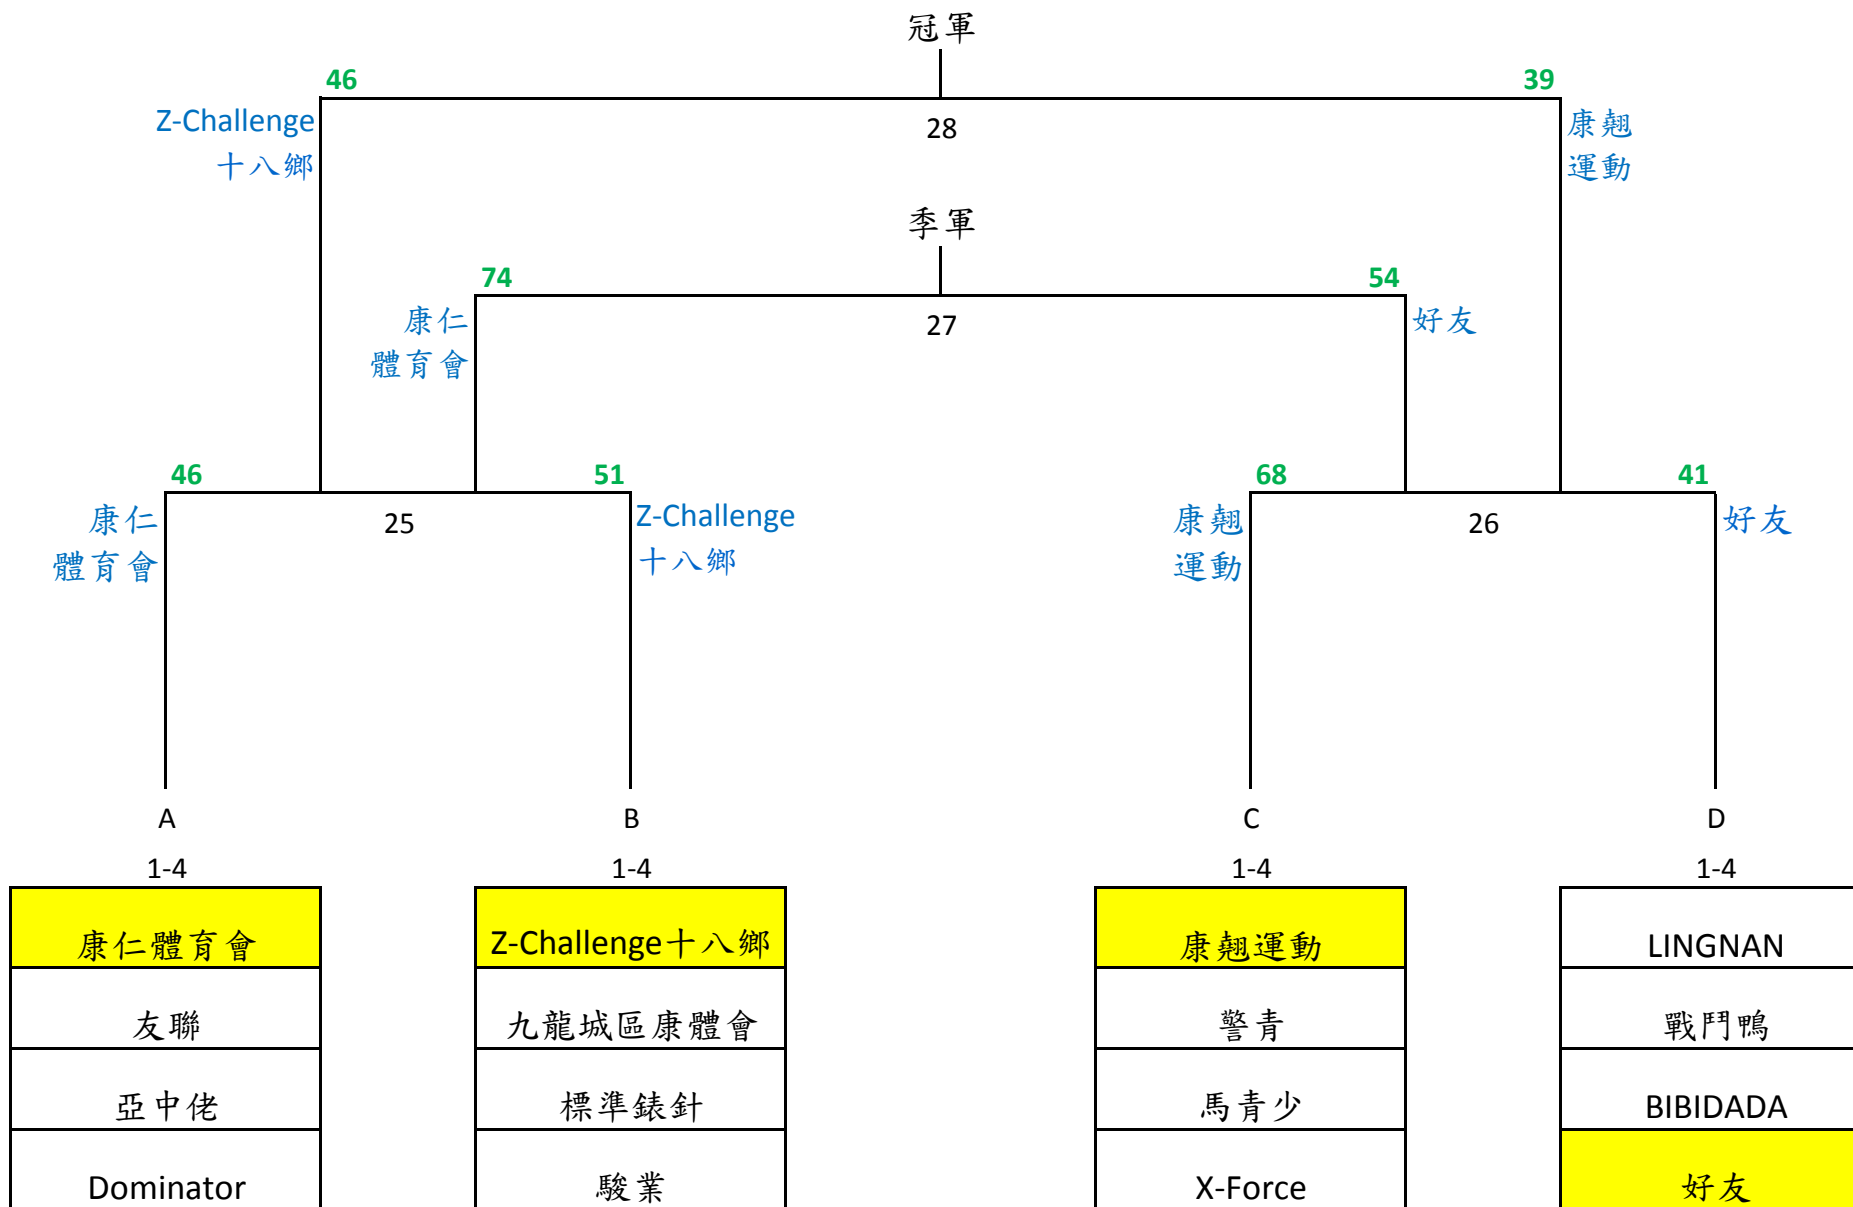 冠軍
46
39
Z-Challenge
十八鄉
28
康翹
運動
季軍
74
54
康仁
體育會
27
好友
46
51
68
41
康仁
體育會
25
Z-Challenge
十八鄉
康翹
運動
26
好友
A
B
C
D
1-4
1-4
1-4
1-4
康仁體育會
Z-Challenge十八鄉
康翹運動
LINGNAN
友聯
九龍城區康體會
警青
戰鬥鴨
亞中佬
標準錶針
馬青少
BIBIDADA
Dominator
駿業
X-Force
好友